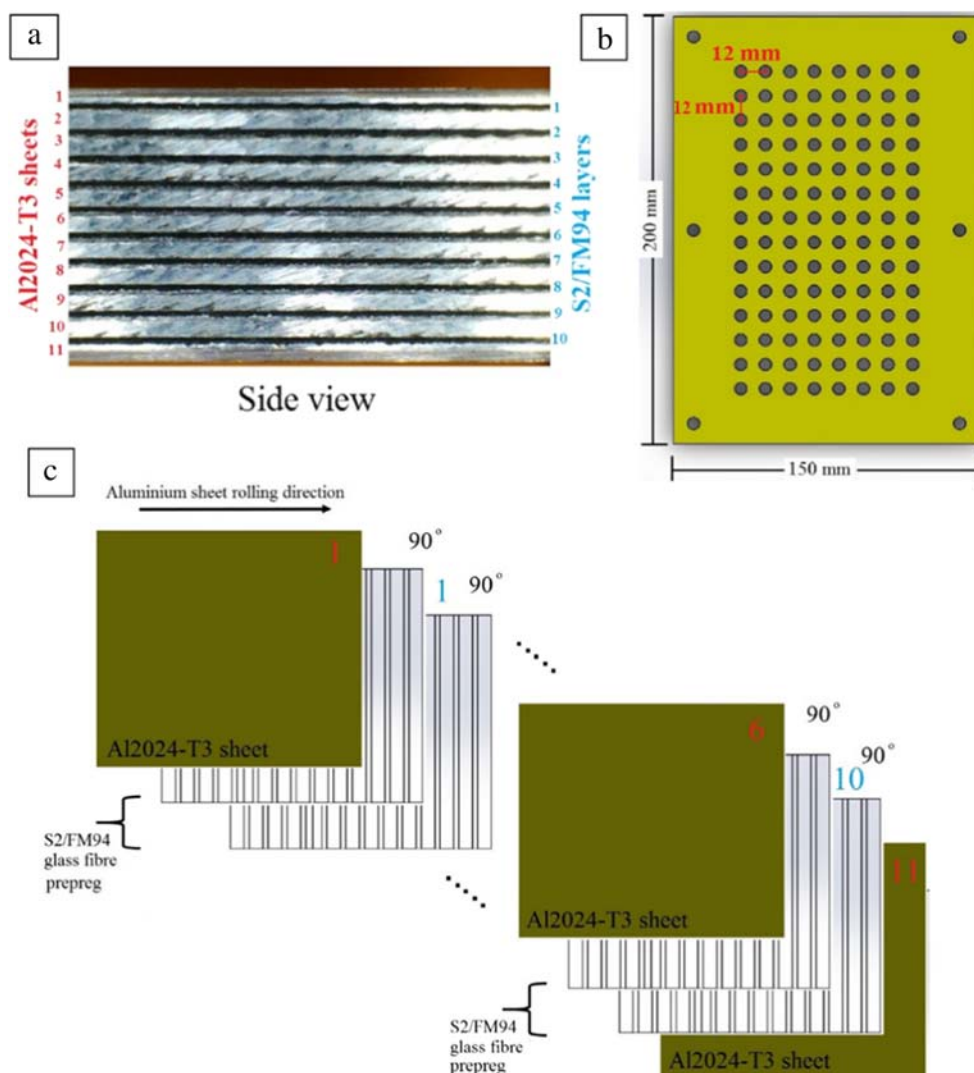 a
Al2024-T3 sheets
1
2
3
4
5
6
7
8
9
10
11
1
2
3
4
5
6
7
8
9
10
S2/FM94 layers
Side view
b
12 mm
12 mm
200 mm
150 mm
c
Aluminium sheet rolling direction
1
90°
1
90°
Al2024-T3 sheet
S2/FM94
glass fibre
prepreg
6
90°
90°
10
11
Al2024-T3 sheet
S2/FM94
glass fibre
prepreg
Al2024-T3 sheet